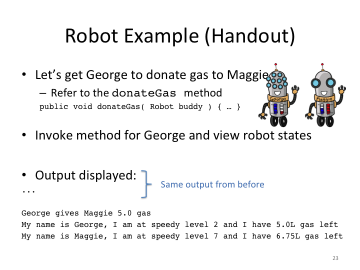 Robot Example (Handout)
• Let's get George to donate gas to Maggie
– Refer to the donateGas method
public void donateGas( Robot buddy ) { … }
• Invoke method for George and view robot states
• Output displayed:
...
Same output from before
George gives Maggie 5.0 gas
My name is George, I am at speedy level 2 and I have 5.0L gas left
My name is Maggie, I am at speedy level 7 and I have 6.75L gas left
23